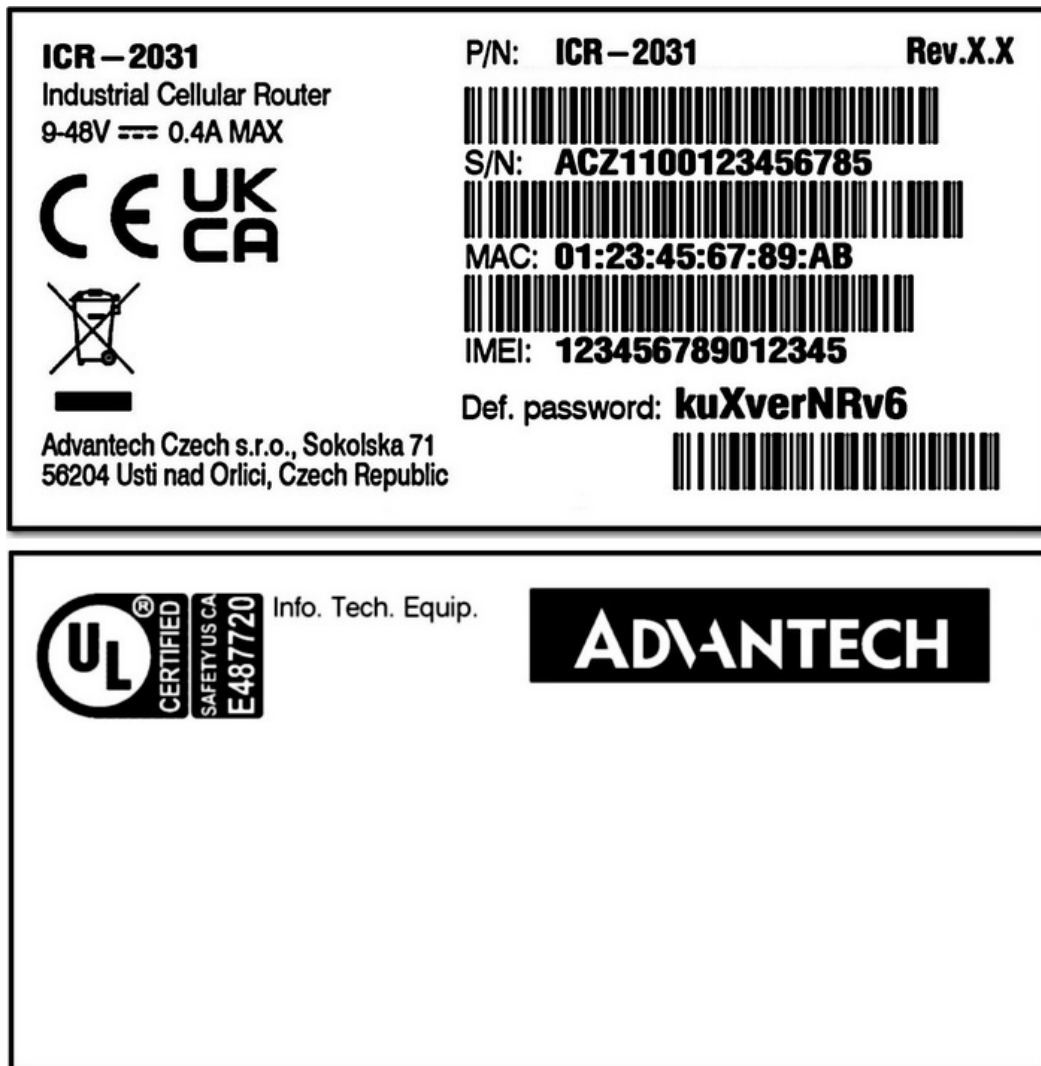 ICR-2031
Industrial Cellular Router
9-48V 0.4A MAX
CE UK CA
Advantech Czech s.r.o., Sokolska 71
56204 Usti nad Orlici, Czech Republic
P/N: ICR-2031 Rev.X.X
S/N: ACZ1100123456785
MAC: 01:23:45:67:89:AB
IMEI: 123456789012345
Def. password: kuXverNRv6
UL ® CERTIFIED
SAFETY US CA
E487720
Info. Tech. Equip.
ADVANTECH